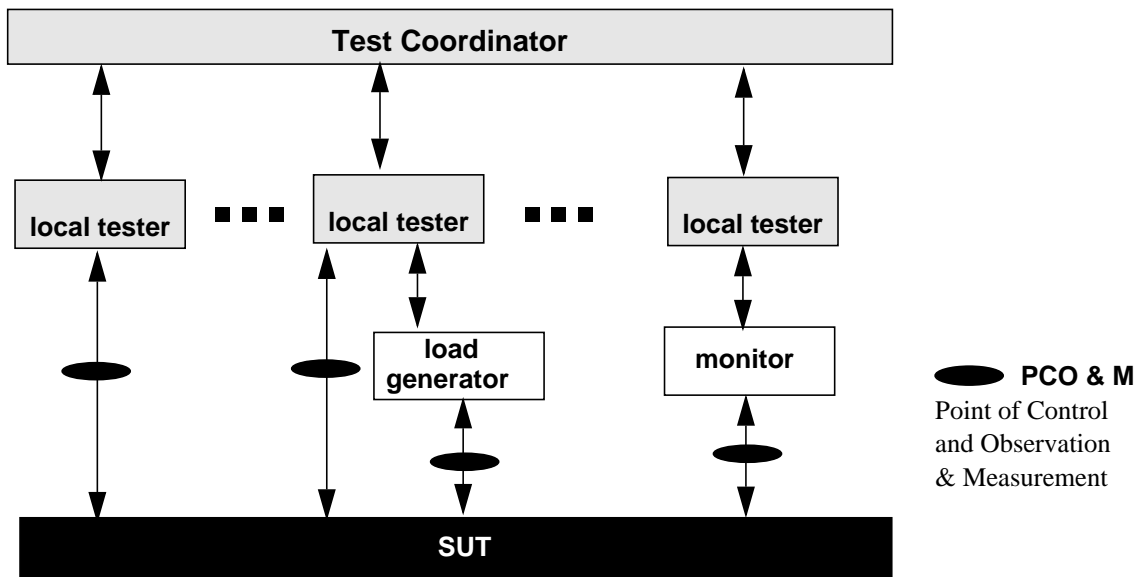 Test Coordinator
local tester
local tester
local tester
load
generator
monitor
PCO & M
Point of Control
and Observation
& Measurement
SUT